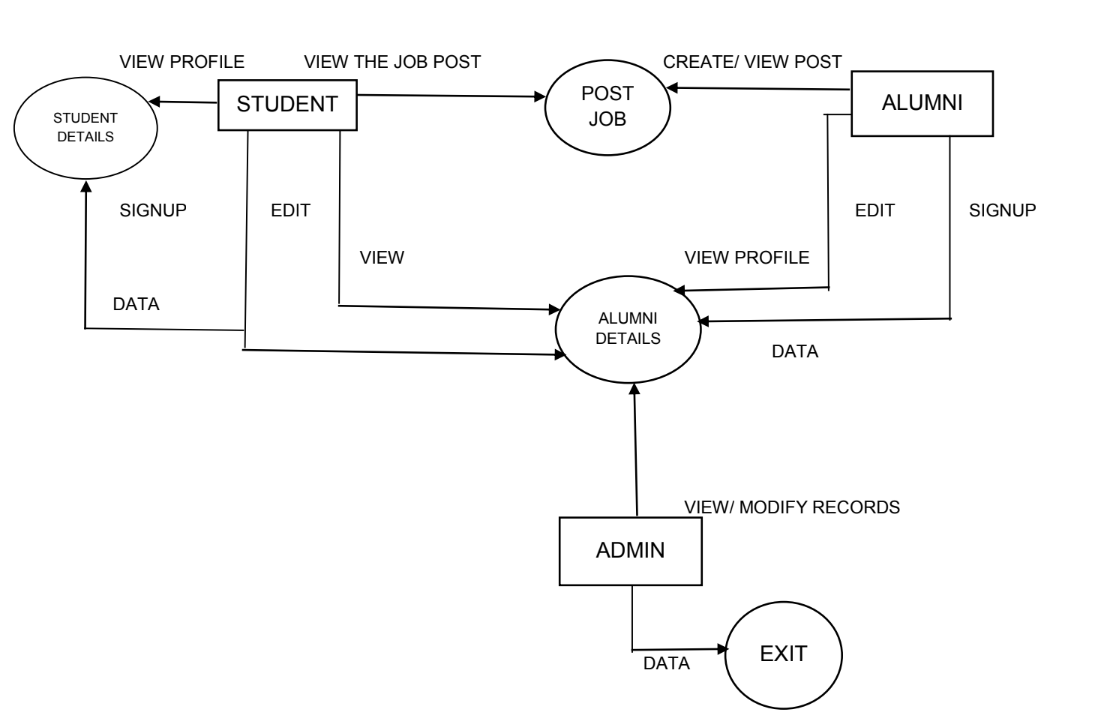 VIEW PROFILE
VIEW THE JOB POST
CREATE/ VIEW POST
STUDENT
DETAILS
STUDENT
POST
JOB
ALUMNI
SIGNUP
EDIT
EDIT
SIGNUP
VIEW
VIEW PROFILE
DATA
ALUMNI
DETAILS
DATA
VIEW/ MODIFY RECORDS
ADMIN
EXIT
DATA